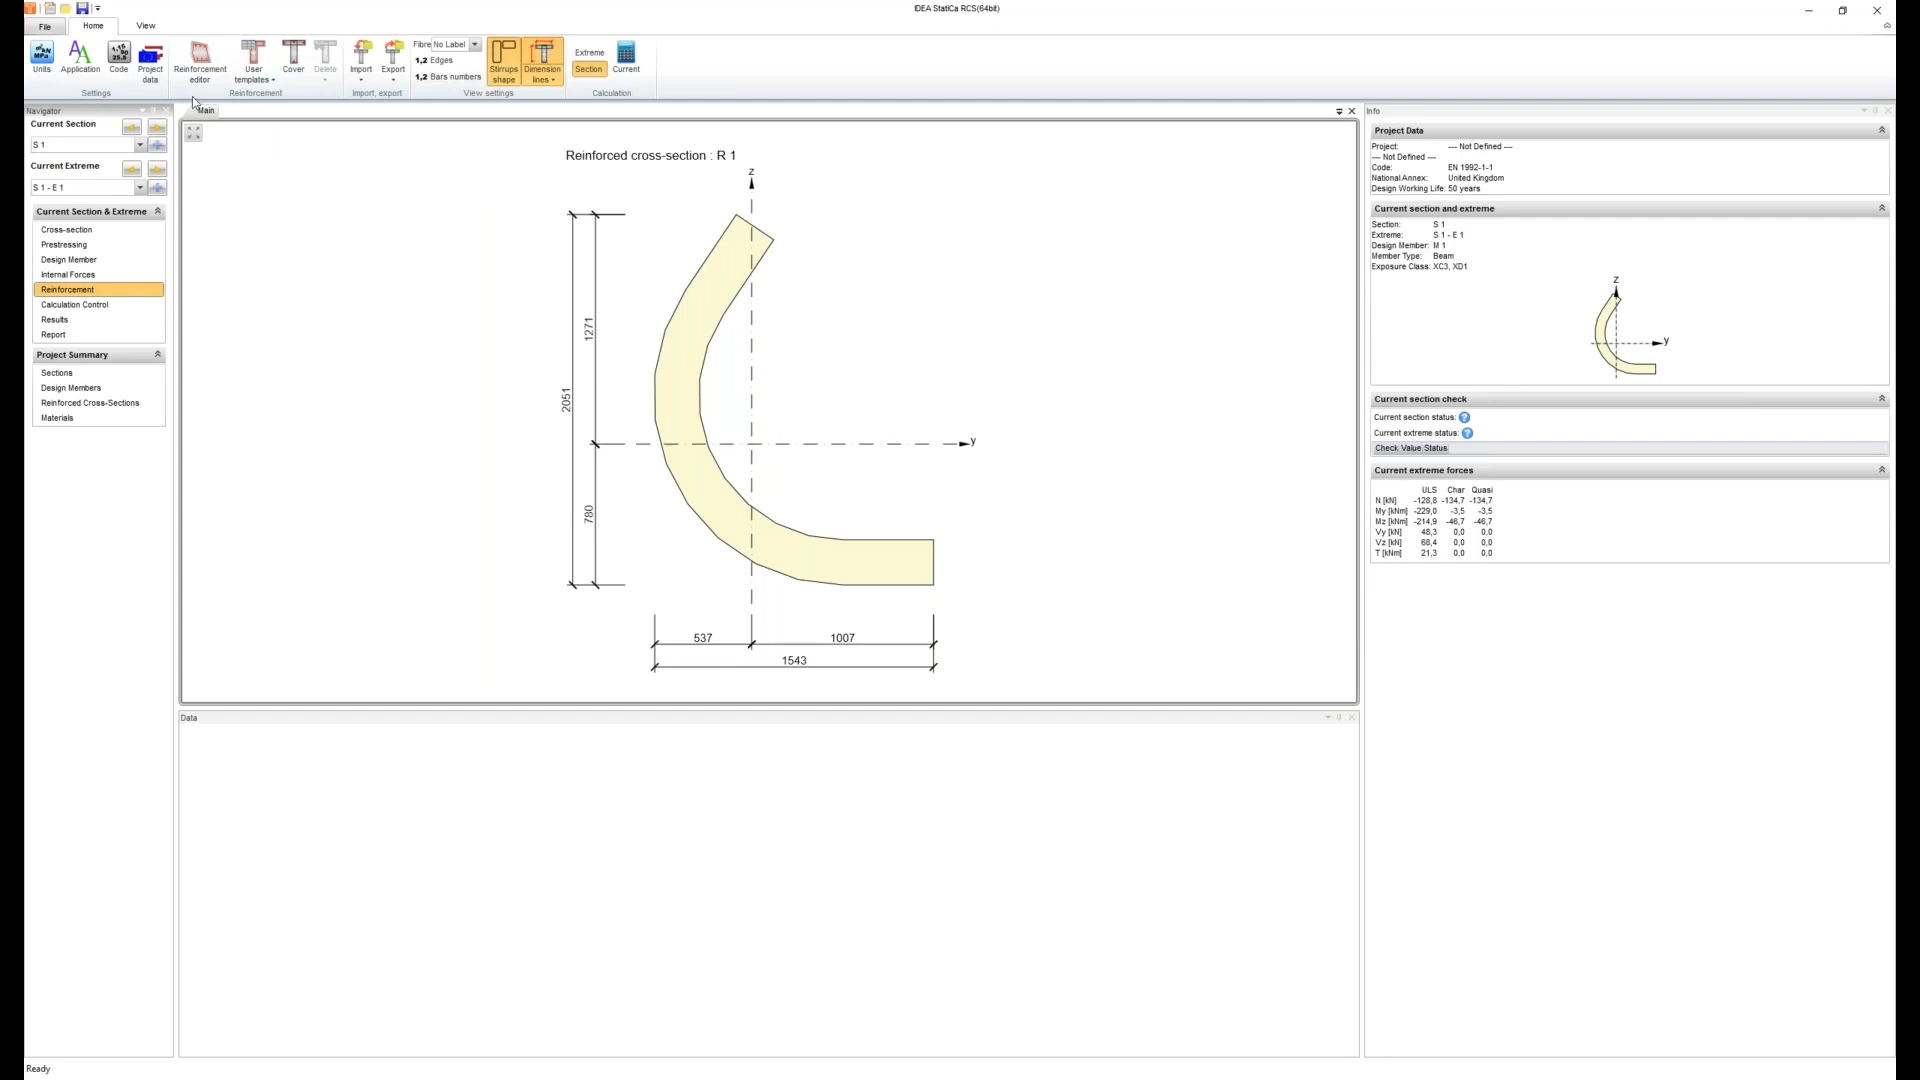 IDEA StatiCa RCS(64bit)
File
Home
View
Units
Application
Code
Project data
Reinforcement editor
User templates
Cover
Delete
Import
Export
Fibre No Label
1,2 Edges
1,2 Bars numbers
Stirrups shape
Dimension lines
Extreme
Section
Current
Settings
Reinforcement
Import, export
View settings
Calculation
Navigator
Current Section
S 1
Current Extreme
S 1 - E 1
Current Section & Extreme
Cross-section
Prestressing
Design Member
Internal Forces
Reinforcement
Calculation Control
Results
Report
Project Summary
Sections
Design Members
Reinforced Cross-Sections
Materials
Main
Reinforced cross-section : R 1
z
y
1271
2051
780
537
1007
1543
Data
Info
Project Data
Project: ---- Not Defined ----
---- Not Defined ----
Code: EN 1992-1-1
National Annex: United Kingdom
Design Working Life: 50 years
Current section and extreme
Section: S 1
Extreme: S 1 - E 1
Design Member: M 1
Member Type: Beam
Exposure Class: XC3, XD1
z
y
Current section check
Current section status: ?
Current extreme status: ?
Check Value Status
Current extreme forces
ULS Char Quasi
N [kN] -128,8 -134,7 -134,7
My [kNm] -229,0 -3,5 -3,5
Mz [kNm] -214,9 -46,7 -46,7
Vy [kN] 48,3 0,0 0,0
Vz [kN] 68,4 0,0 0,0
T [kNm] 21,3 0,0 0,0
Ready